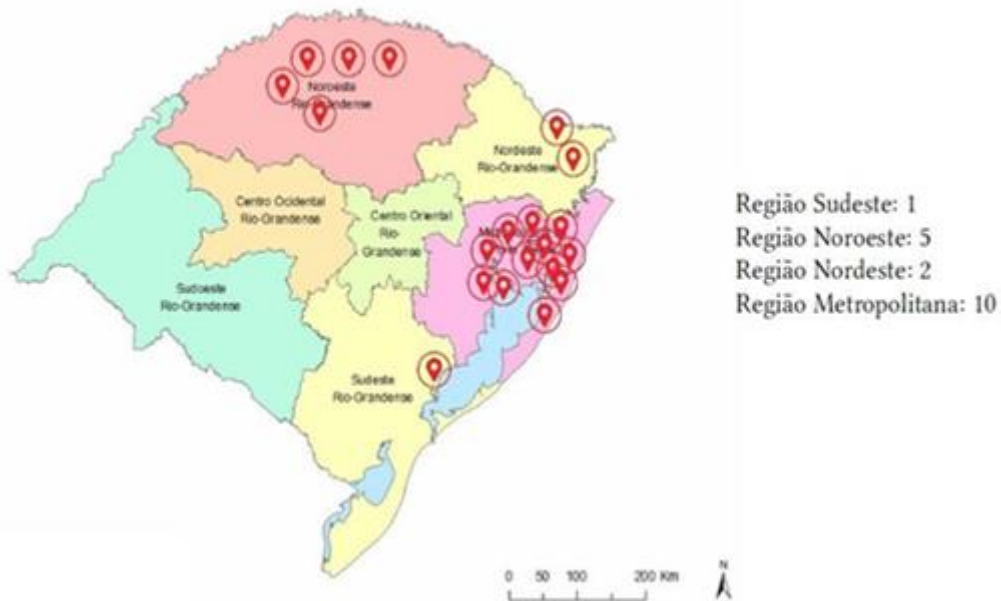 Noroeste
Rio-Grandense
Nordeste
Rio-Grandense
Centro Ocidental
Rio-Grandense
Centro Oriental
Rio-
Grandense
Sudoeste
Rio-Grandense
Sudeste
Rio-Grandense
Região Sudeste: 1
Região Noroeste: 5
Região Nordeste: 2
Região Metropolitana: 10
0 50 100 200 Km
N